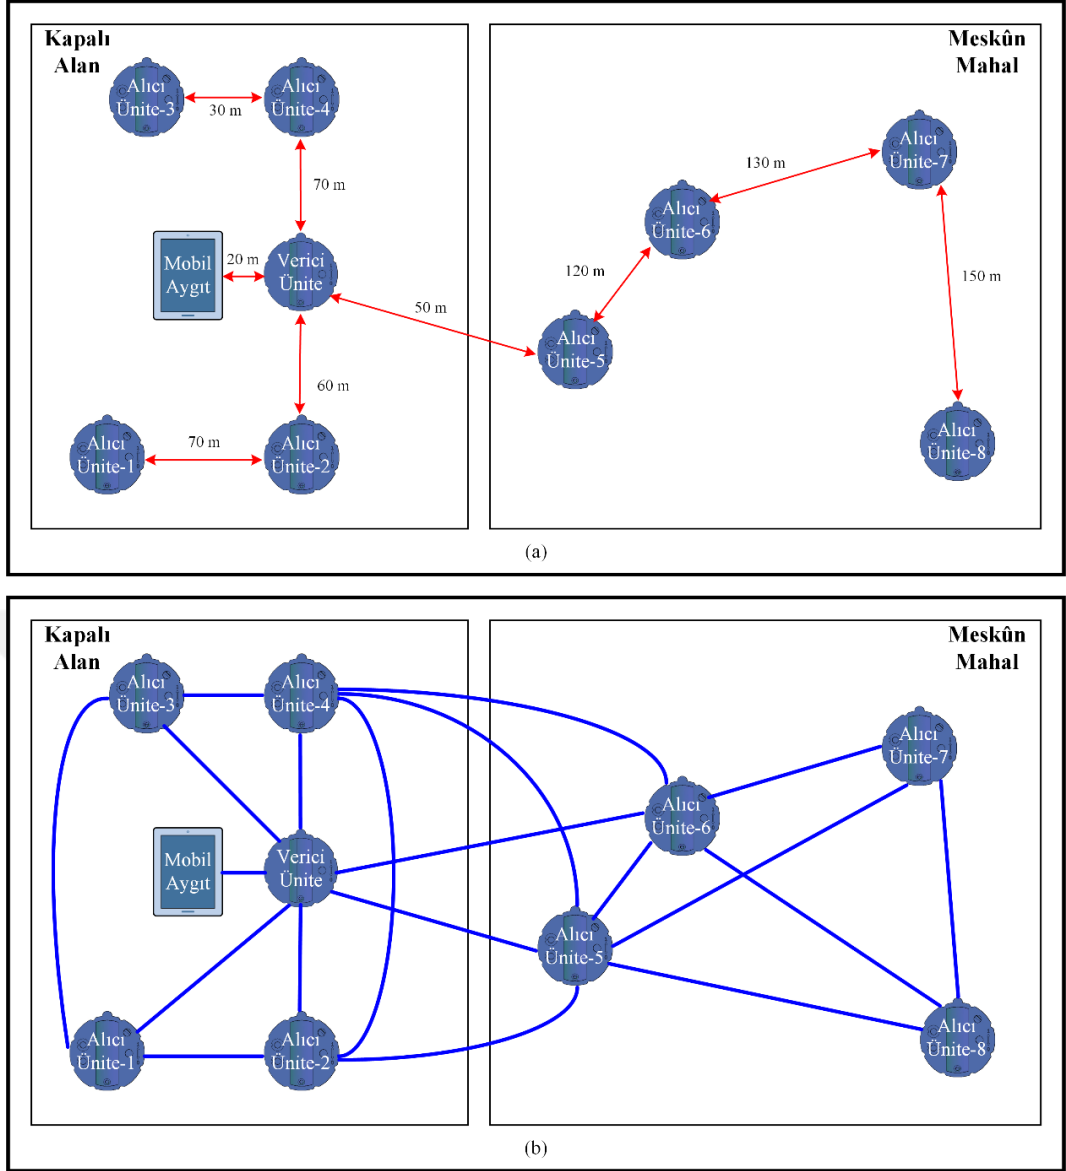 Kapalı
Alan
Meskûn
Mahal
Alıcı
Ünite-3
30 m
Alıcı
Ünite-4
Alıcı
Ünite-7
130 m
70 m
Alıcı
Ünite-6
Mobil
Aygıt
20 m
Verici
Ünite
120 m
150 m
50 m
Alıcı
Ünite-5
60 m
Alıcı
Ünite-1
70 m
Alıcı
Ünite-2
Alıcı
Ünite-8
(a)
Kapalı
Alan
Meskûn
Mahal
Alıcı
Ünite-3
Alıcı
Ünite-4
Alıcı
Ünite-7
Alıcı
Ünite-6
Mobil
Aygıt
Verici
Ünite
Alıcı
Ünite-5
Alıcı
Ünite-1
Alıcı
Ünite-2
Alıcı
Ünite-8
(b)